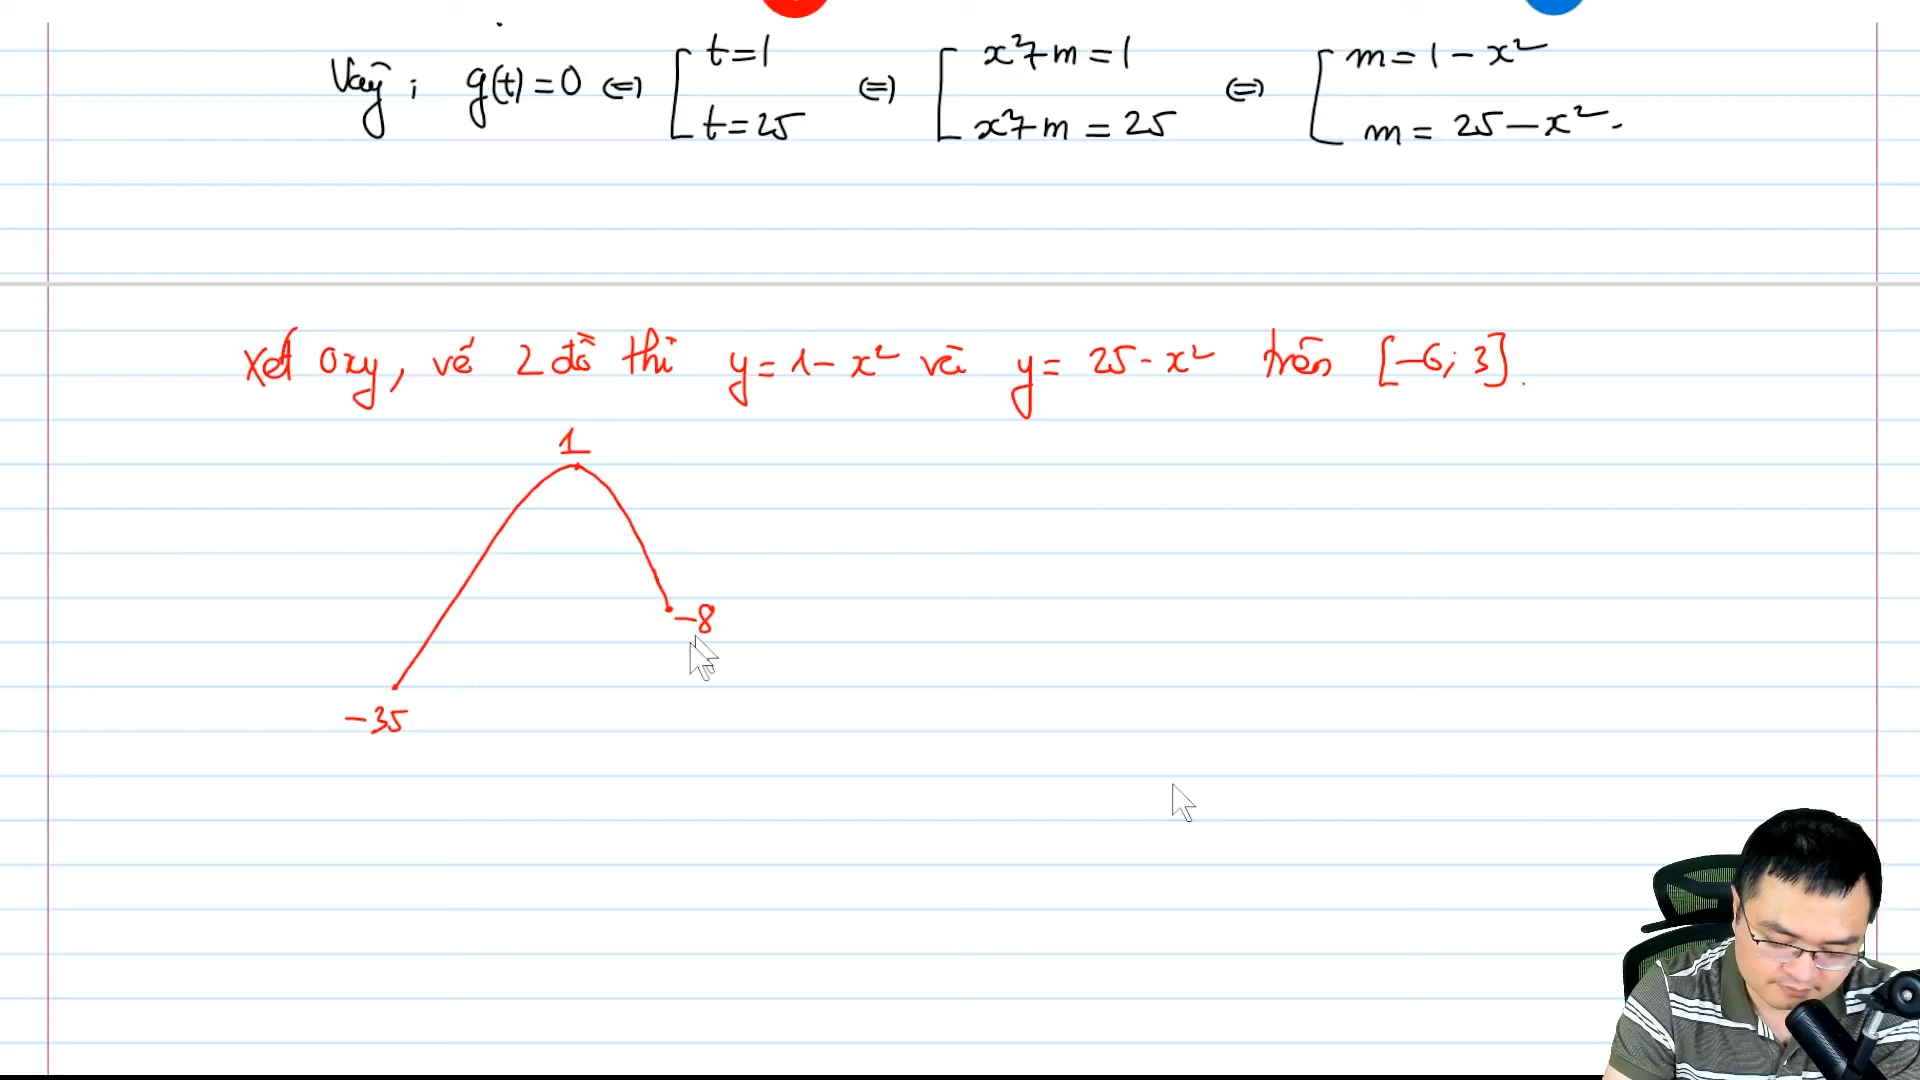 Vậy ; g(t)=0 ⇔ [ t=1 ⇔ [ x²+m=1 ⇔ [ m=1-x²
t=25 x²+m=25 m=25-x².
Xét Oxy, vẽ 2 đồ thị y=1-x² và y=25-x² trên [-6; 3].
1
-8
-35